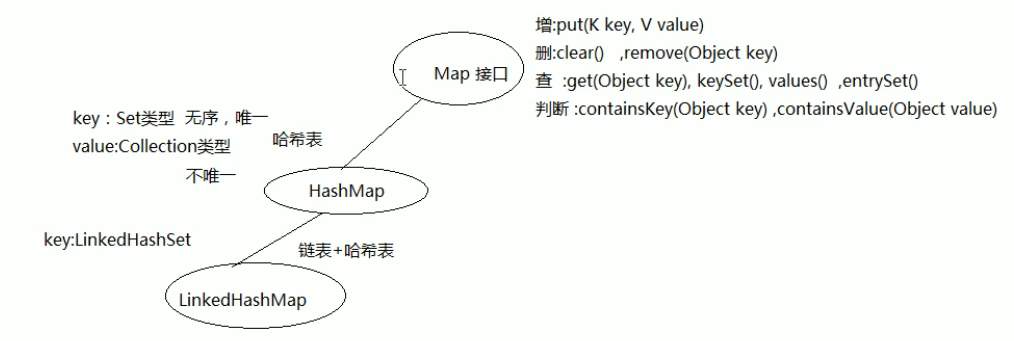 增:put(K key, V value)
删:clear() ,remove(Object key)
Map 接口
查 :get(Object key), keySet(), values() ,entrySet()
判断 :containsKey(Object key) ,containsValue(Object value)
key：Set类型 无序，唯一
哈希表
value:Collection类型
不唯一
HashMap
key:LinkedHashSet
链表+哈希表
LinkedHashMap